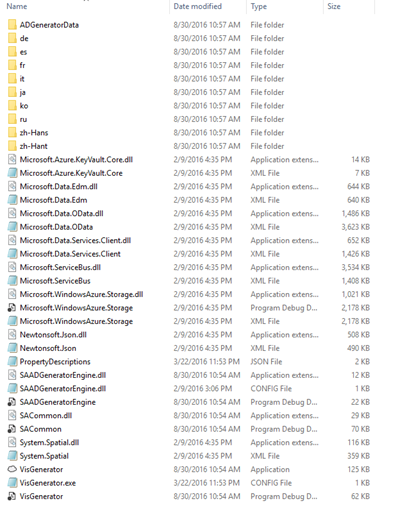 Name Date modified Type Size
ADGeneratorData 8/30/2016 10:57 AM File folder
de 8/30/2016 10:57 AM File folder
es 8/30/2016 10:57 AM File folder
fr 8/30/2016 10:57 AM File folder
it 8/30/2016 10:57 AM File folder
ja 8/30/2016 10:57 AM File folder
ko 8/30/2016 10:57 AM File folder
ru 8/30/2016 10:57 AM File folder
zh-Hans 8/30/2016 10:57 AM File folder
zh-Hant 8/30/2016 10:57 AM File folder
Microsoft.Azure.KeyVault.Core.dll 2/9/2016 4:35 PM Application extens... 14 KB
Microsoft.Azure.KeyVault.Core 2/9/2016 4:35 PM XML File 7 KB
Microsoft.Data.Edm.dll 2/9/2016 4:35 PM Application extens... 644 KB
Microsoft.Data.Edm 2/9/2016 4:35 PM XML File 640 KB
Microsoft.Data.OData.dll 2/9/2016 4:35 PM Application extens... 1,486 KB
Microsoft.Data.OData 2/9/2016 4:35 PM XML File 3,623 KB
Microsoft.Data.Services.Client.dll 2/9/2016 4:35 PM Application extens... 652 KB
Microsoft.Data.Services.Client 2/9/2016 4:35 PM XML File 1,426 KB
Microsoft.ServiceBus.dll 2/9/2016 4:35 PM Application extens... 3,534 KB
Microsoft.ServiceBus 2/9/2016 4:35 PM XML File 1,408 KB
Microsoft.WindowsAzure.Storage.dll 2/9/2016 4:35 PM Application extens... 1,021 KB
Microsoft.WindowsAzure.Storage 2/9/2016 4:35 PM Program Debug D... 2,178 KB
Microsoft.WindowsAzure.Storage 2/9/2016 4:35 PM XML File 2,178 KB
Newtonsoft.Json.dll 2/9/2016 4:35 PM Application extens... 508 KB
Newtonsoft.Json 2/9/2016 4:35 PM XML File 490 KB
PropertyDescriptions 3/22/2016 11:53 PM JSON File 2 KB
SAADGeneratorEngine.dll 8/30/2016 10:54 AM Application extens... 12 KB
SAADGeneratorEngine.dll 2/9/2016 3:06 PM CONFIG File 1 KB
SAADGeneratorEngine 8/30/2016 10:54 AM Program Debug D... 22 KB
SACommon.dll 8/30/2016 10:54 AM Application extens... 29 KB
SACommon 8/30/2016 10:54 AM Program Debug D... 70 KB
System.Spatial.dll 2/9/2016 4:35 PM Application extens... 116 KB
System.Spatial 2/9/2016 4:35 PM XML File 359 KB
VisGenerator 8/30/2016 10:54 AM Application 125 KB
VisGenerator.exe 3/22/2016 11:53 PM CONFIG File 1 KB
VisGenerator 8/30/2016 10:54 AM Program Debug D... 62 KB